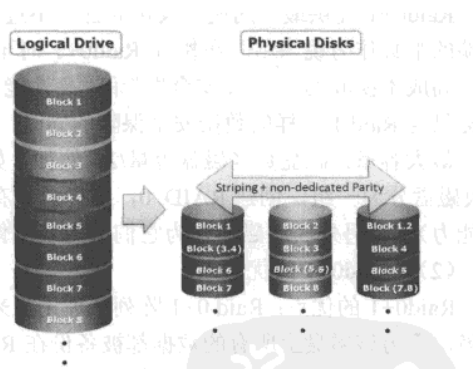 Logical Drive
Physical Disks
Block 1
Block 2
Block 3
Block 4
Block 5
Block 6
Block 7
Block 8
Striping + non-dedicated Parity
Block 1 Block 2 Block 1.2
Block (3.4) Block 3 Block 4
Block 6 Block (5.6) Block 5
Block 7 Block 8 Block (7.8)